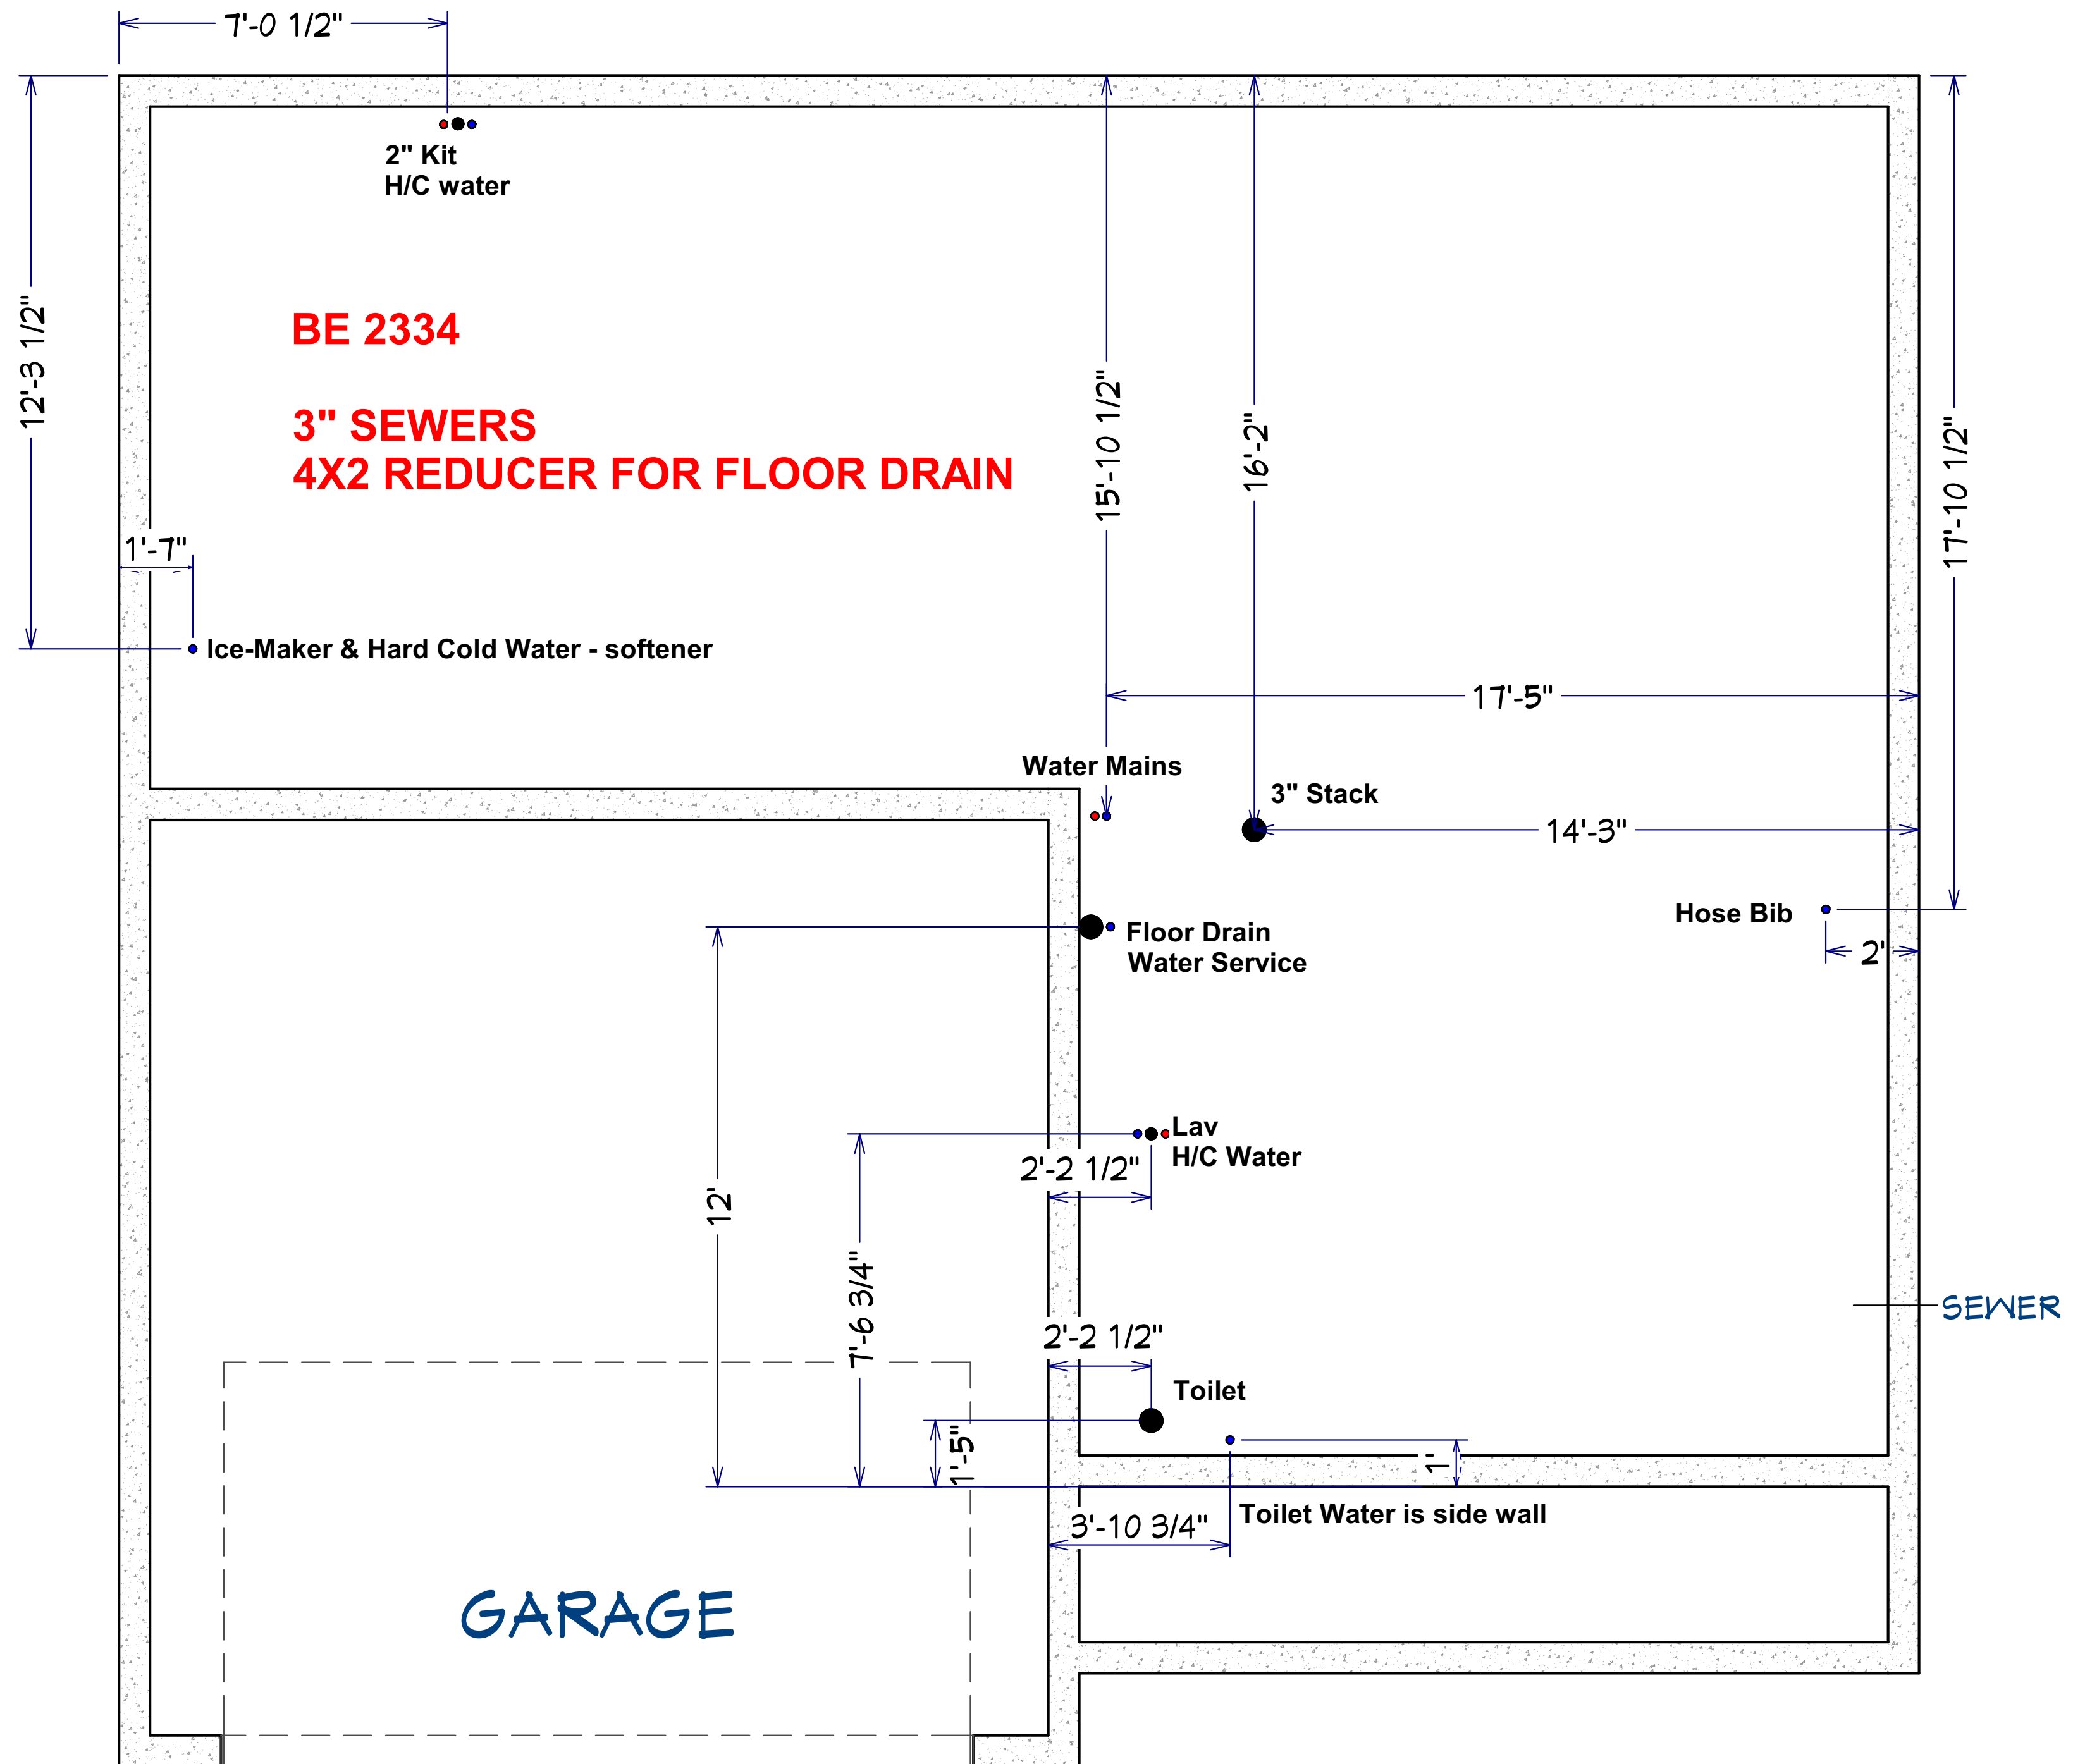 7'-0 1/2"
2" Kit
H/C water
12'-3 1/2"
BE 2334
3" SEWERS
4X2 REDUCER FOR FLOOR DRAIN
15'-10 1/2"
16'-2"
17'-10 1/2"
1'-7"
Ice-Maker & Hard Cold Water - softener
17'-5"
Water Mains
3" Stack
14'-3"
Hose Bib
2'
Floor Drain
Water Service
Lav
H/C Water
2'-2 1/2"
12'
7'-6 3/4"
SEWER
2'-2 1/2"
Toilet
1'-5"
1'
Toilet Water is side wall
3'-10 3/4"
GARAGE